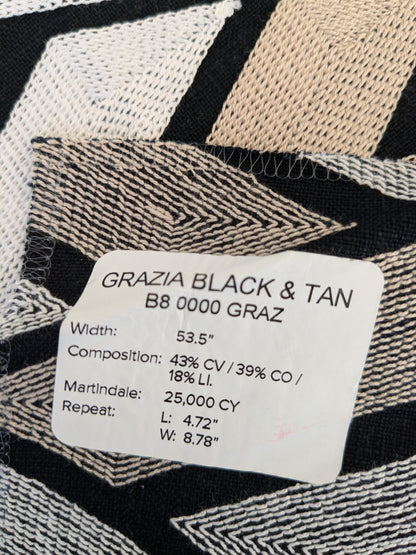 GRAZIA BLACK & TAN
B8 0000 GRAZ
Width: 53.5"
Composition: 43% CV / 39% CO /
18% LI.
Martindale: 25,000 CY
Repeat: L: 4.72"
W: 8.78"